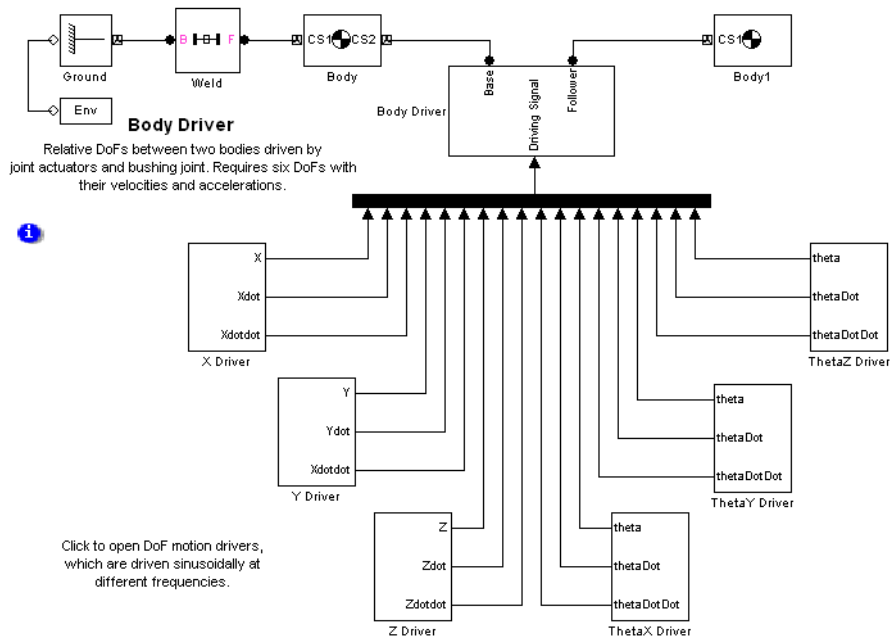 B F
CS1 CS2
CS1
Ground
Weld
Body
Body1
Env
Base
Driving Signal
Follower
Body Driver
Body Driver
Relative DoFs between two bodies driven by
joint actuators and bushing joint. Requires six DoFs with
their velocities and accelerations.
i
X
Xdot
Xdotdot
X Driver
theta
thetaDot
thetaDotDot
ThetaZ Driver
Y
Ydot
Xdotdot
Y Driver
theta
thetaDot
thetaDotDot
ThetaY Driver
Z
Zdot
Zdotdot
Z Driver
theta
thetaDot
thetaDotDot
ThetaX Driver
Click to open DoF motion drivers,
which are driven sinusoidally at
different frequencies.